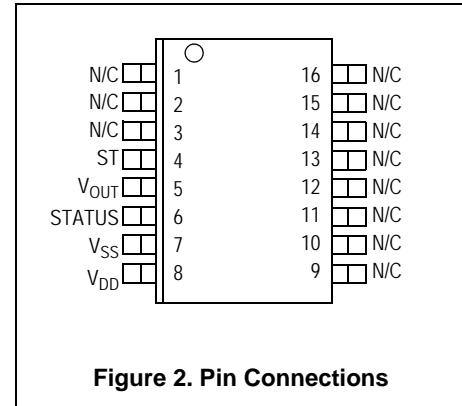 N/C 1 16 N/C
N/C 2 15 N/C
N/C 3 14 N/C
ST 4 13 N/C
VOUT 5 12 N/C
STATUS 6 11 N/C
VSS 7 10 N/C
VDD 8 9 N/C
Figure 2. Pin Connections